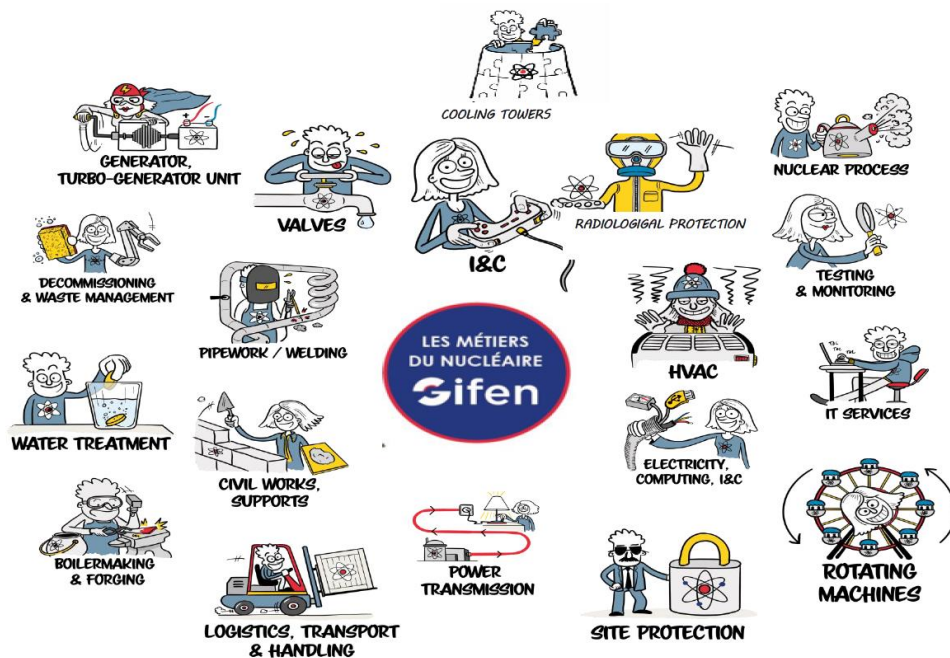 COOLING TOWERS
GENERATOR,
TURBO-GENERATOR UNIT
+ -
VALVES
I&C
RADIOLOGIGAL PROTECTION
NUCLEAR PROCESS
DECOMMISSIONING
& WASTE MANAGEMENT
PIPEWORK / WELDING
LES MÉTIERS
DU NUCLÉAIRE
Gifen
HVAC
TESTING
& MONITORING
WATER TREATMENT
CIVIL WORKS,
SUPPORTS
ELECTRICITY,
COMPUTING, I&C
IT SERVICES
BOILERMAKING
& FORGING
LOGISTICS, TRANSPORT
& HANDLING
POWER
TRANSMISSION
SITE PROTECTION
ROTATING
MACHINES